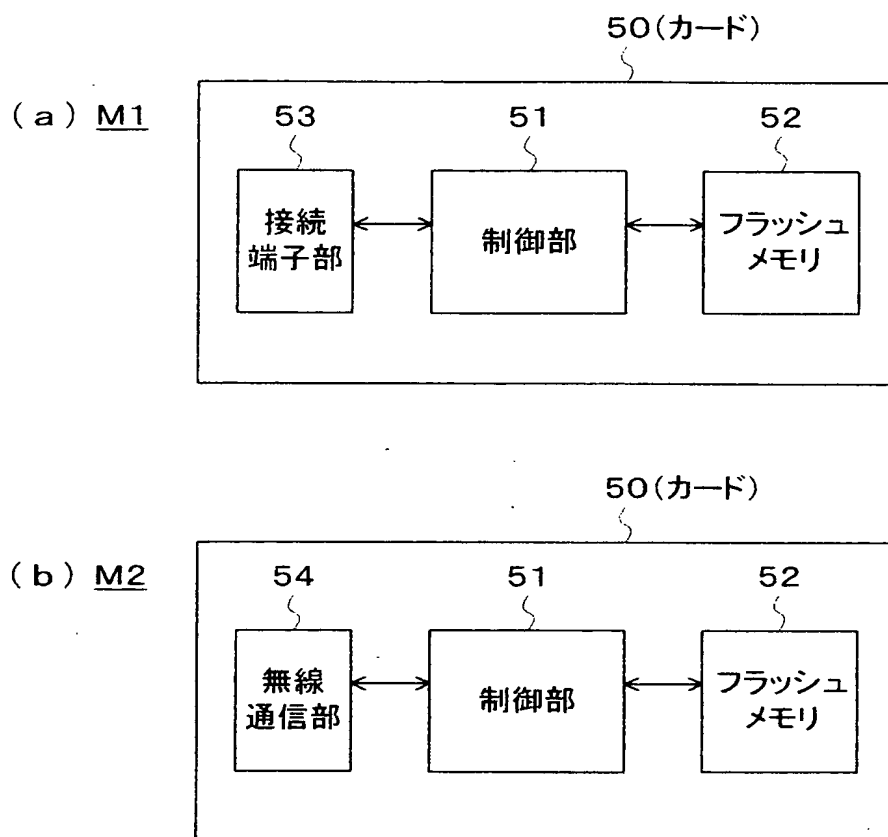 50(カード)
(a) M1
53
51
52
接続
端子部
制御部
フラッシュ
メモリ
50(カード)
(b) M2
54
51
52
無線
通信部
制御部
フラッシュ
メモリ